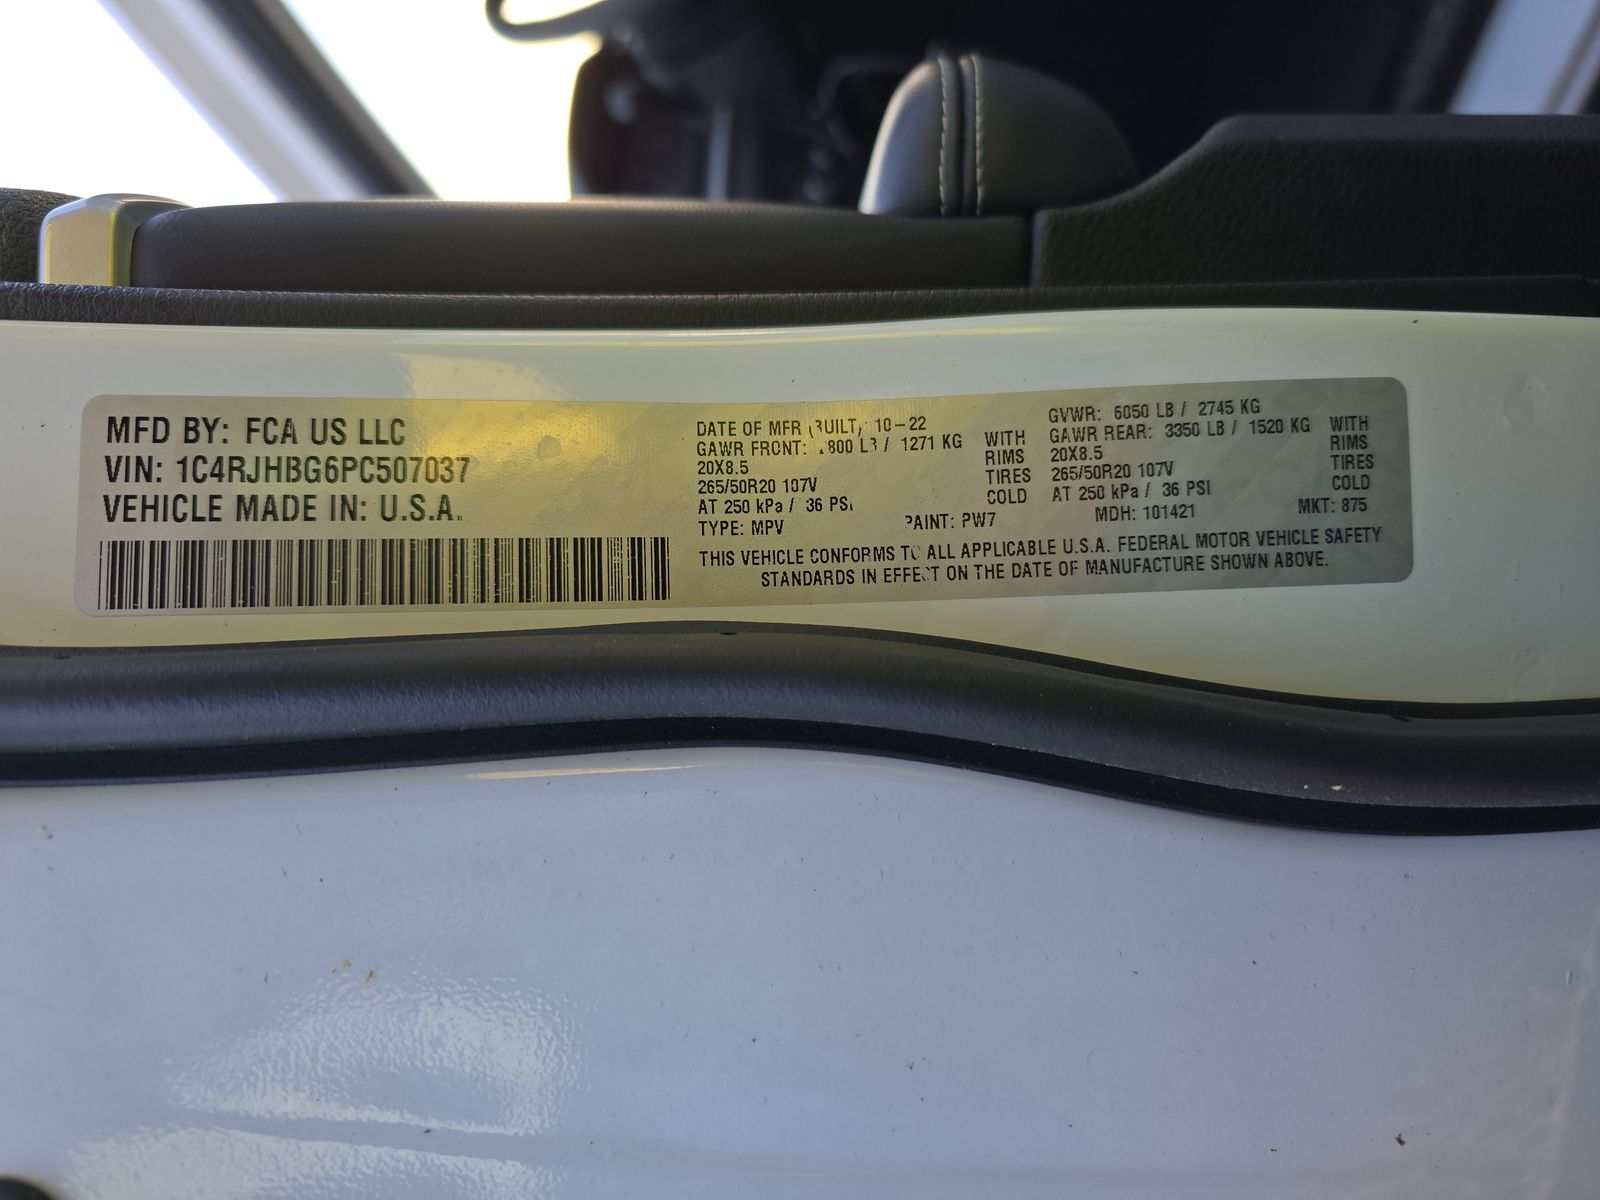 MFD BY: FCA US LLC
VIN: 1C4RJHBG6PC507037
VEHICLE MADE IN: U.S.A.
DATE OF MFR 10-22
GAWR FRONT: / 1271 KG WITH
20X8.5 RIMS
265/50R20 107V TIRES
AT 250 kPa / 36 PSI COLD
TYPE: MPV PAINT: PW7
GVWR: 6050 LB / 2745 KG
GAWR REAR: 3350 LB / 1520 KG WITH
20X8.5 RIMS
265/50R20 107V TIRES
AT 250 kPa / 36 PSI COLD
MDH: 101421 MKT: 875
THIS VEHICLE CONFORMS TO ALL APPLICABLE U.S.A. FEDERAL MOTOR VEHICLE SAFETY
STANDARDS IN EFFECT ON THE DATE OF MANUFACTURE SHOWN ABOVE.